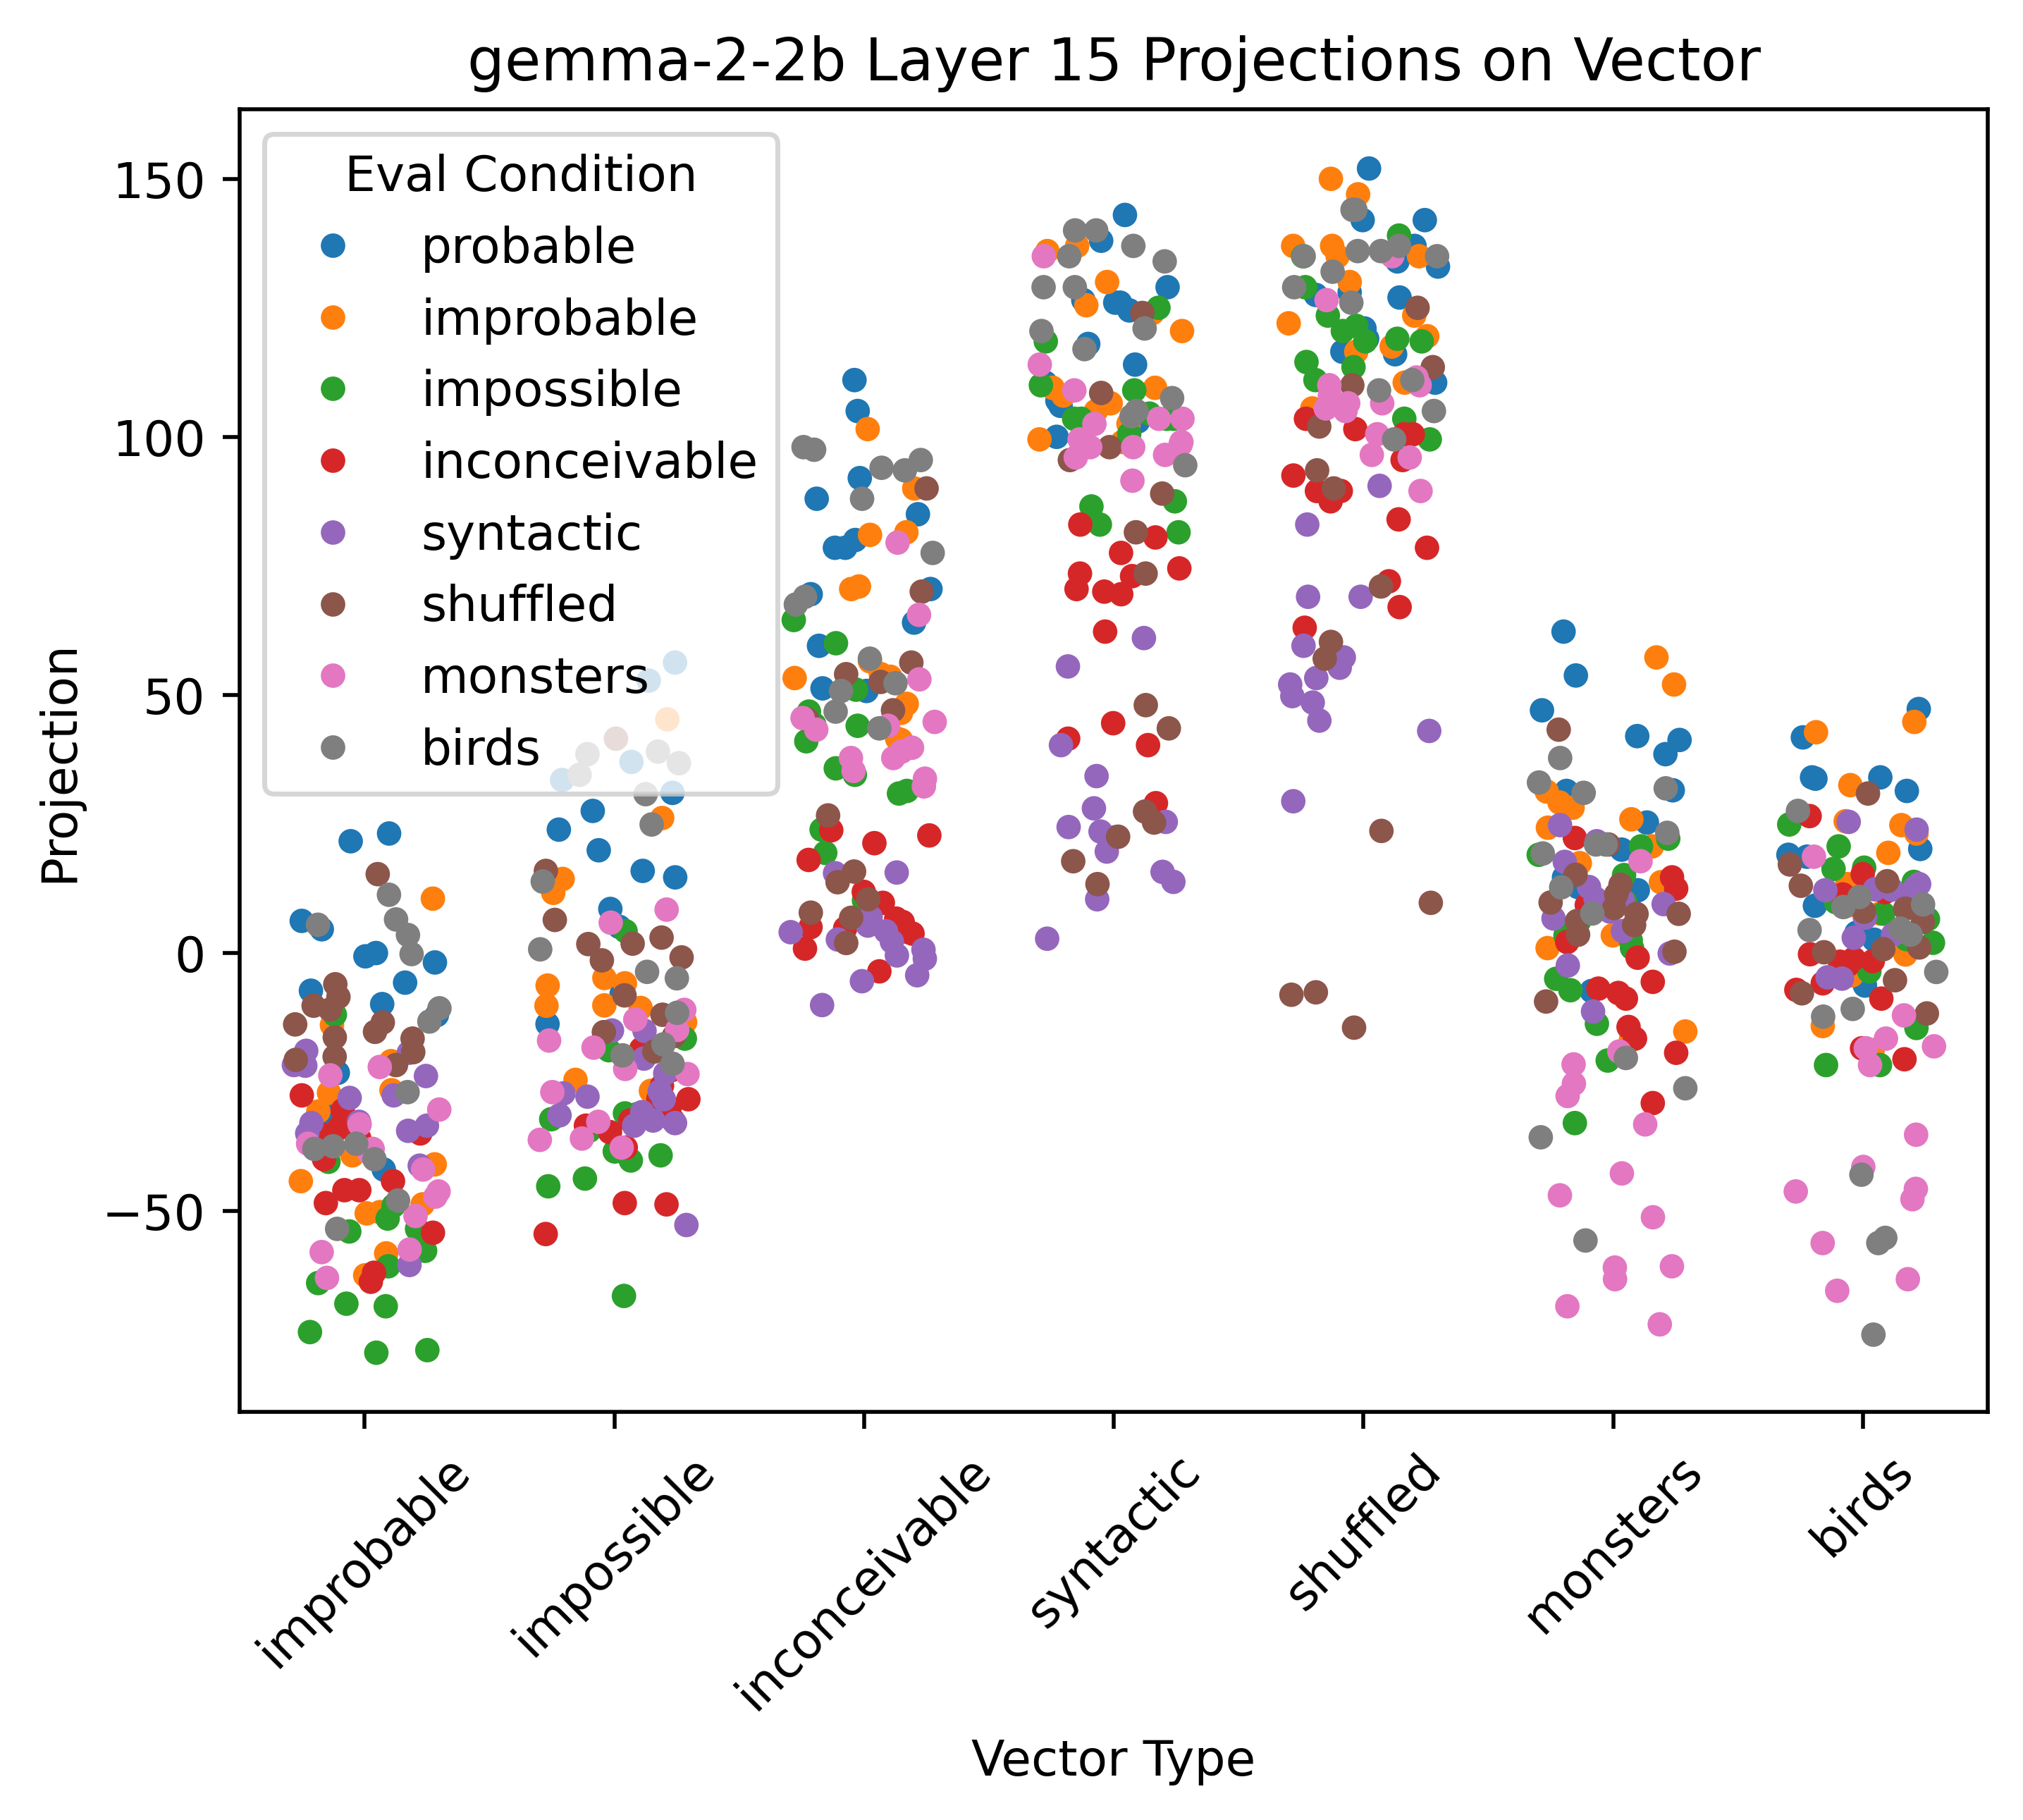 gemma-2-2b Layer 15 Projections on Vector
Eval Condition
probable
improbable
impossible
inconceivable
syntactic
shuffled
monsters
birds
Projection
150
100
50
0
−50
improbable
impossible
inconceivable
syntactic
shuffled
monsters
birds
Vector Type